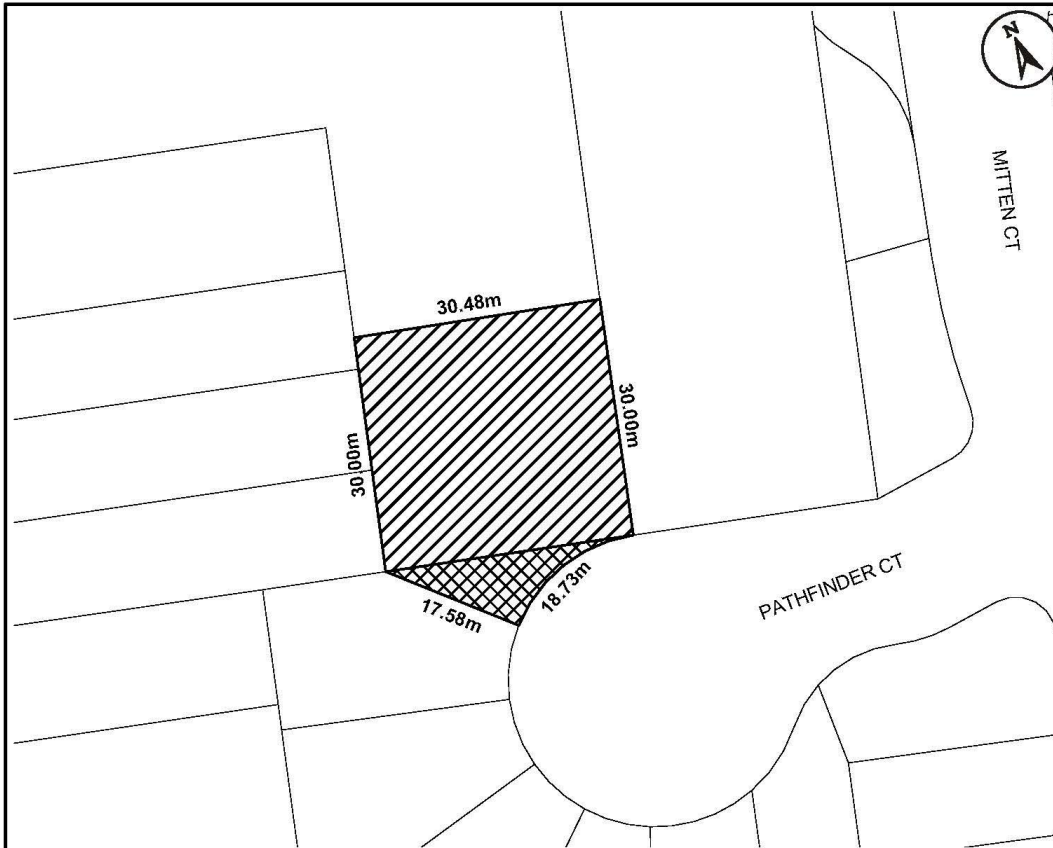 N
MITTEN CT
30.48m
30.00m
30.00m
17.58m
18.73m
PATHFINDER CT